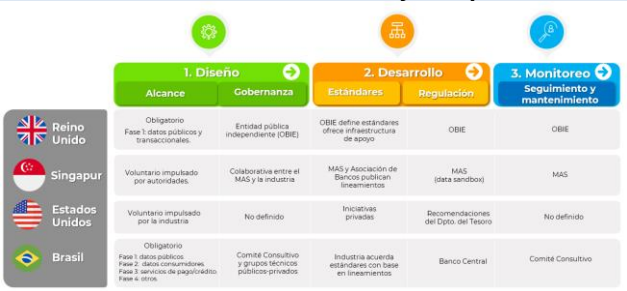 1. Diseño
2. Desarrollo
3. Monitoreo
Alcance
Gobernanza
Estándares
Regulación
Seguimiento y
mantenimiento
Reino
Unido
Obligatorio
Fase 1: datos públicos y
transaccionales.
Entidad pública
independiente (OBIE)
OBIE define estándares
ofrece infraestructura
de apoyo
OBIE
OBIE
Singapur
Voluntario impulsado
por autoridades.
Colaborativa entre el
MAS y la industria
MAS y Asociación de
Bancos publican
lineamientos
MAS
(data sandbox)
MAS
Estados
Unidos
Voluntario impulsado
por la industria
No definido
Iniciativas
privadas
Recomendaciones
del Dpto. del Tesoro
No definido
Brasil
Obligatorio
Fase 1: datos públicos
Fase 2: datos consumidores
Fase 3: servicios de pago/crédito
Fase 4: otros
Comité Consultivo
y grupos técnicos
públicos-privados
Industria acuerda
estándares con base
en lineamientos
Banco Central
Comité Consultivo